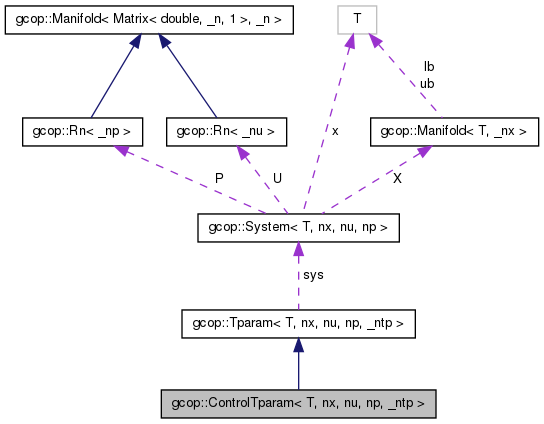 gcop::Manifold< Matrix< double, _n, 1 >, _n >
T
lb
ub
gcop::Rn< _np >
gcop::Rn< _nu >
x
gcop::Manifold< T, _nx >
P
U
X
gcop::System< T, nx, nu, np >
sys
gcop::Tparam< T, nx, nu, np, _ntp >
gcop::ControlTparam< T, nx, nu, np, _ntp >